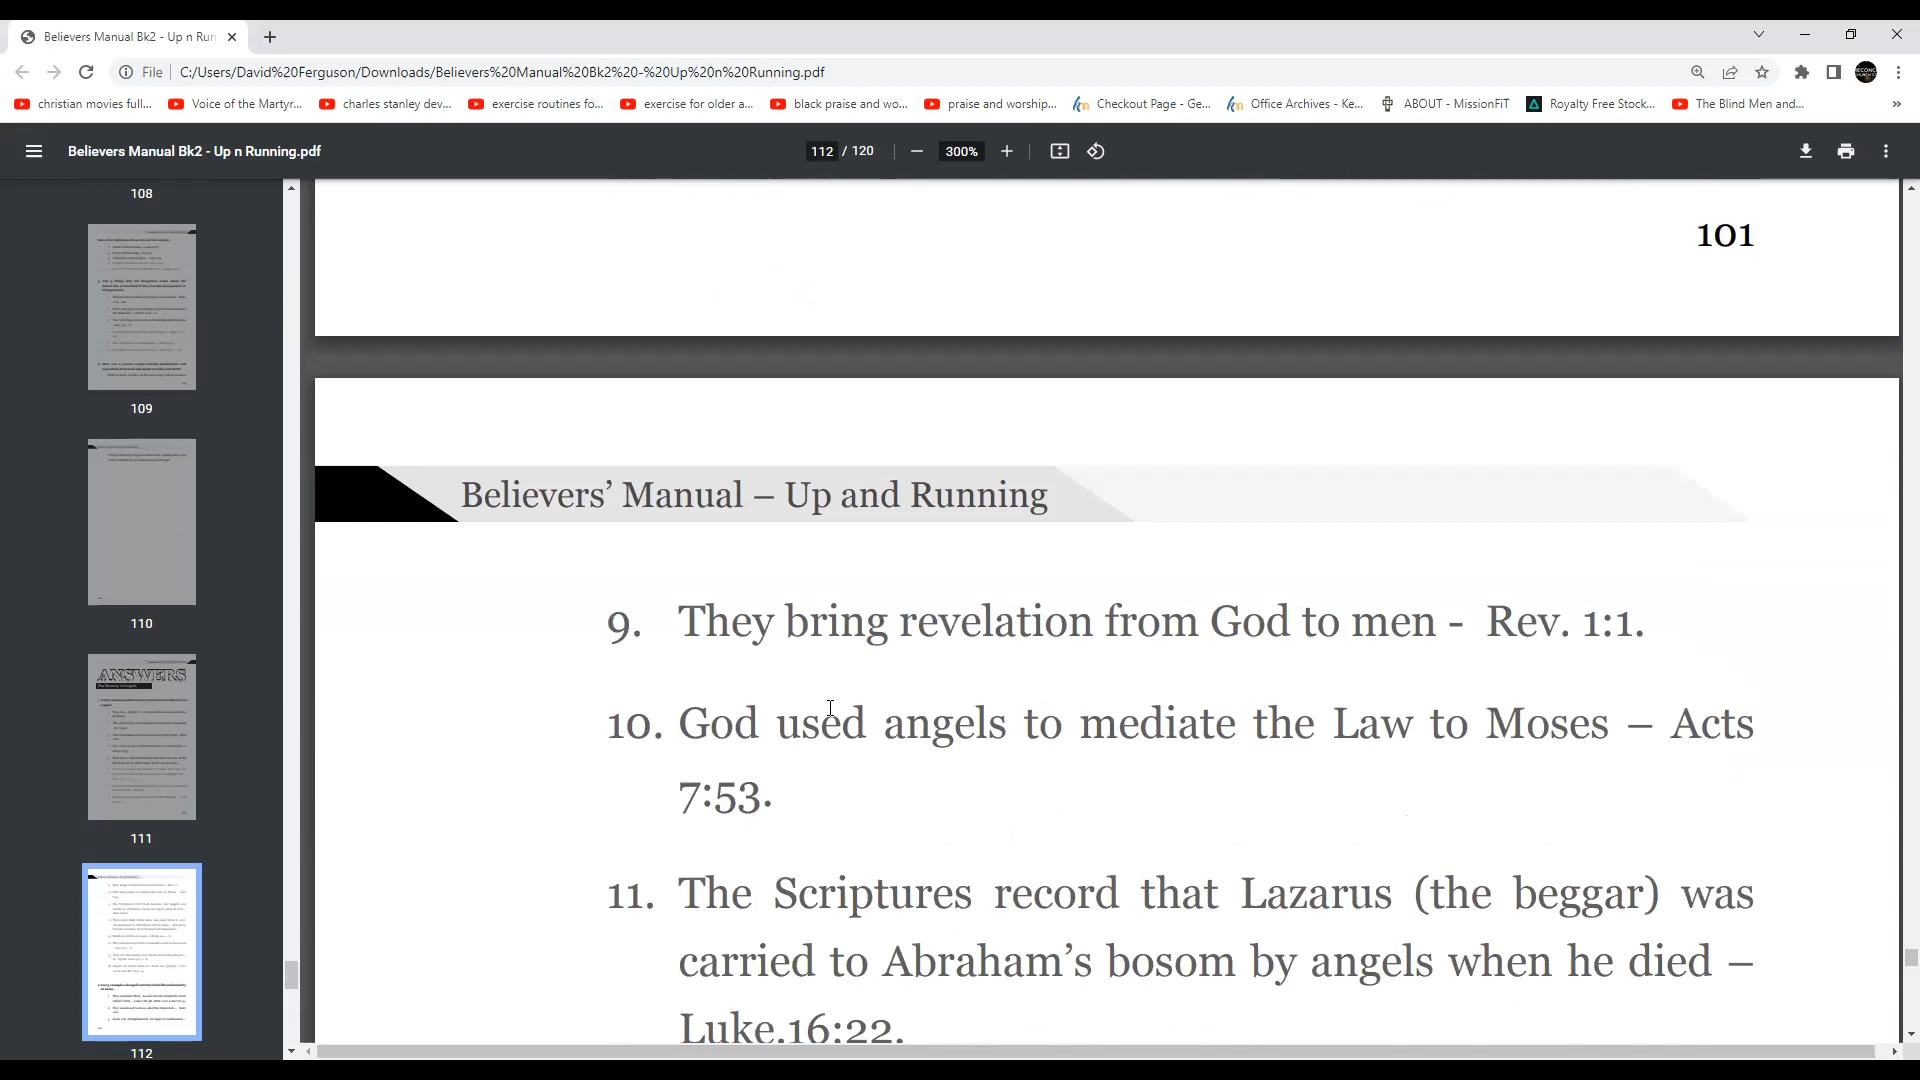 Believers Manual Bk2 - Up n Run
File
C:/Users/David%20Ferguson/Downloads/Believers%20Manual%20Bk2%20-%20Up%20n%20Running.pdf
christian movies full...
Voice of the Martyr...
charles stanley dev...
exercise routines fo...
exercise for older a...
black praise and wo...
praise and worship...
Checkout Page - Ge...
Office Archives - Ke...
ABOUT - MissionFiT
Royalty Free Stock...
The Blind Men and...
»
Believers Manual Bk2 - Up n Running.pdf
112 / 120
300%
108
109
110
ANSWERS
111
112
101
Believers’ Manual – Up and Running
9. They bring revelation from God to men - Rev. 1:1.
10. God used angels to mediate the Law to Moses – Acts
7:53.
11. The Scriptures record that Lazarus (the beggar) was
carried to Abraham’s bosom by angels when he died –
Luke.16:22.